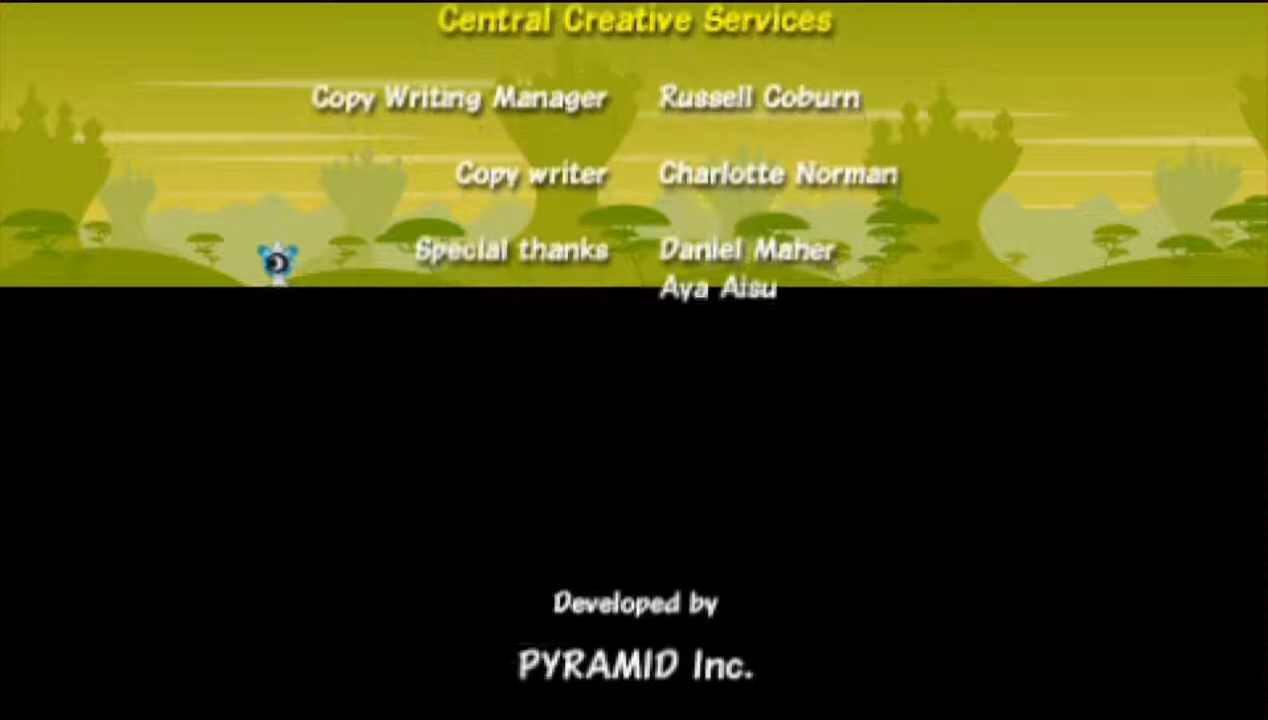 Central Creative Services
Copy Writing Manager Russell Coburn
Copy writer Charlotte Norman
Special thanks Daniel Maher
Aya Aisu
Developed by
PYRAMID Inc.